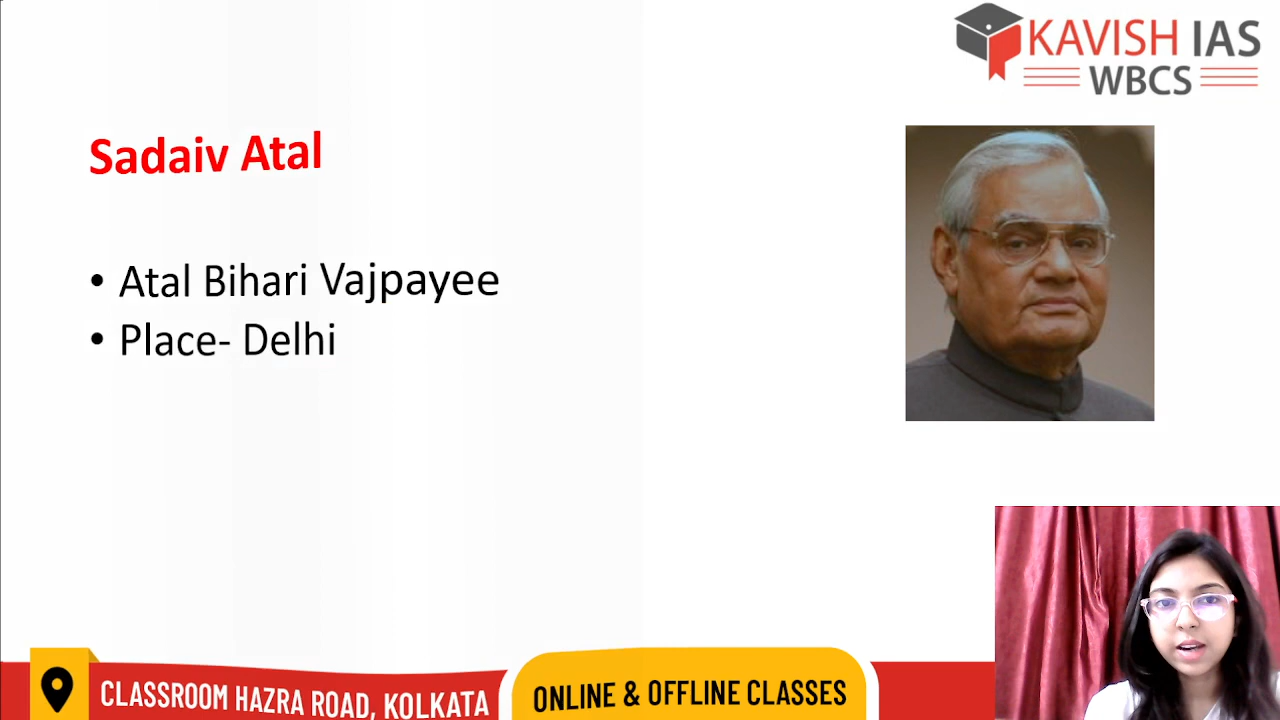 KAVISH IAS
WBCS
Sadaiv Atal
• Atal Bihari Vajpayee
• Place- Delhi
CLASSROOM HAZRA ROAD, KOLKATA
ONLINE & OFFLINE CLASSES